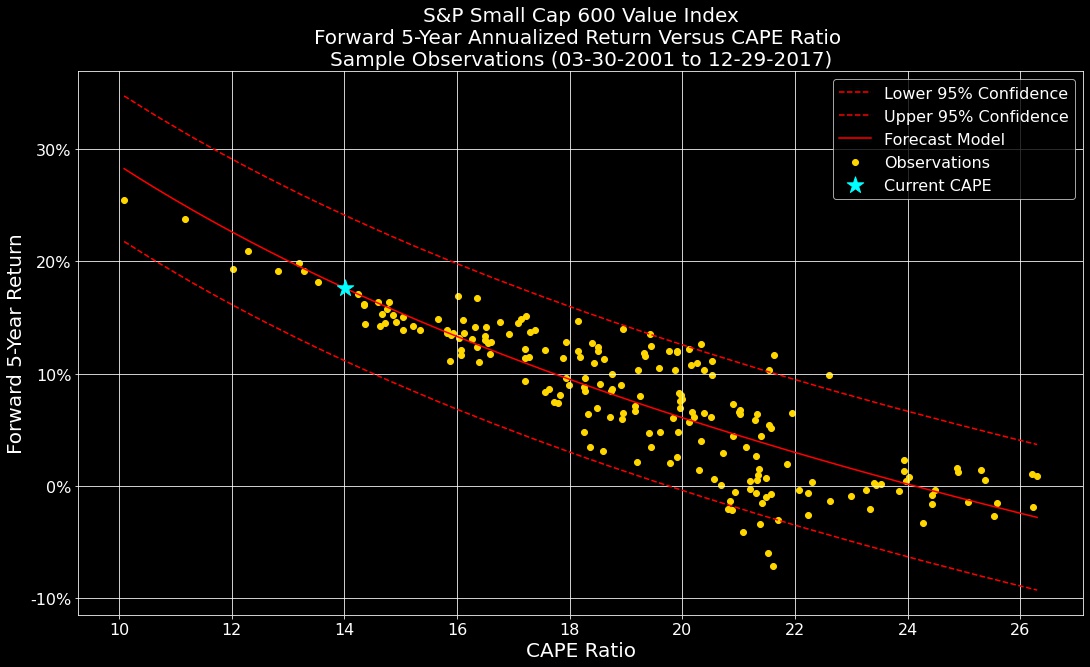 S&P Small Cap 600 Value Index
Forward 5-Year Annualized Return Versus CAPE Ratio
Sample Observations (03-30-2001 to 12-29-2017)
Lower 95% Confidence
Upper 95% Confidence
Forecast Model
Observations
Current CAPE
Forward 5-Year Return
30%
20%
10%
0%
-10%
10 12 14 16 18 20 22 24 26
CAPE Ratio